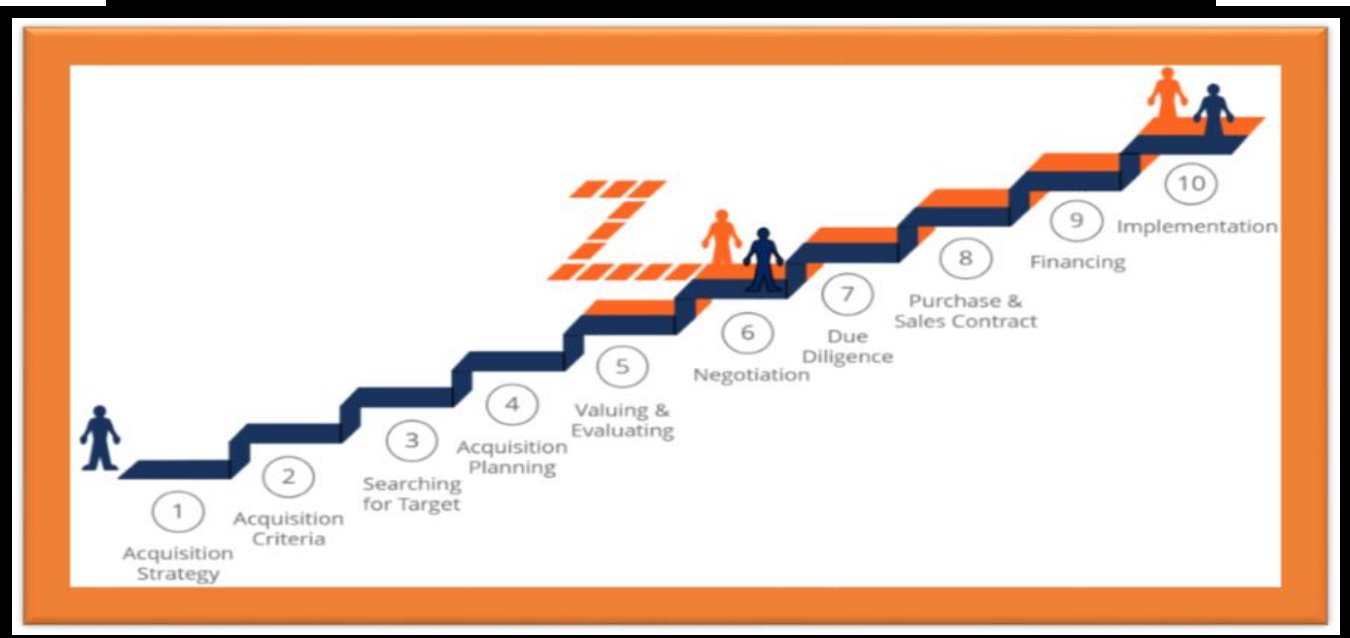 1
Acquisition
Strategy
2
Acquisition
Criteria
3
Searching
for Target
4
Acquisition
Planning
5
Valuing &
Evaluating
6
Negotiation
7
Due
Diligence
8
Purchase &
Sales Contract
9
Financing
10
Implementation